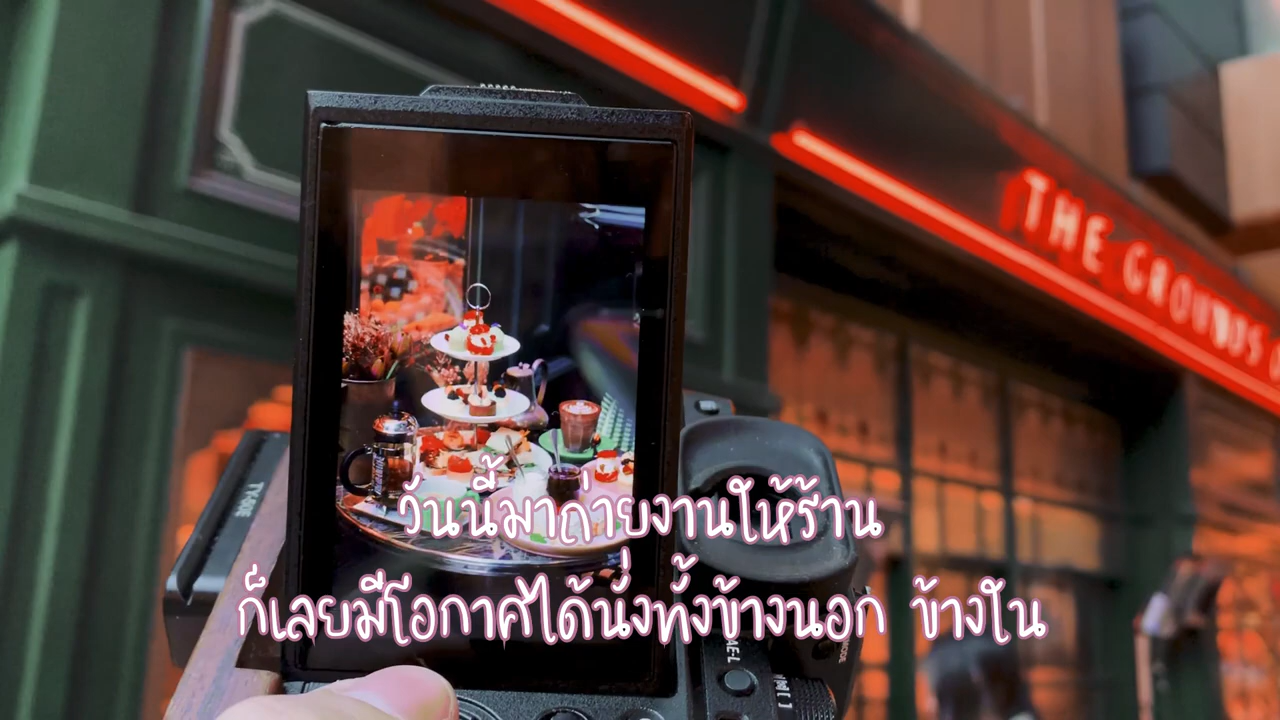 THE GROUNDS
วันนี้มาถ่ายงานให้ร้าน
ก็เลยมีโอกาศได้นั่งทั้งข้างนอก ข้างใน
AE-L